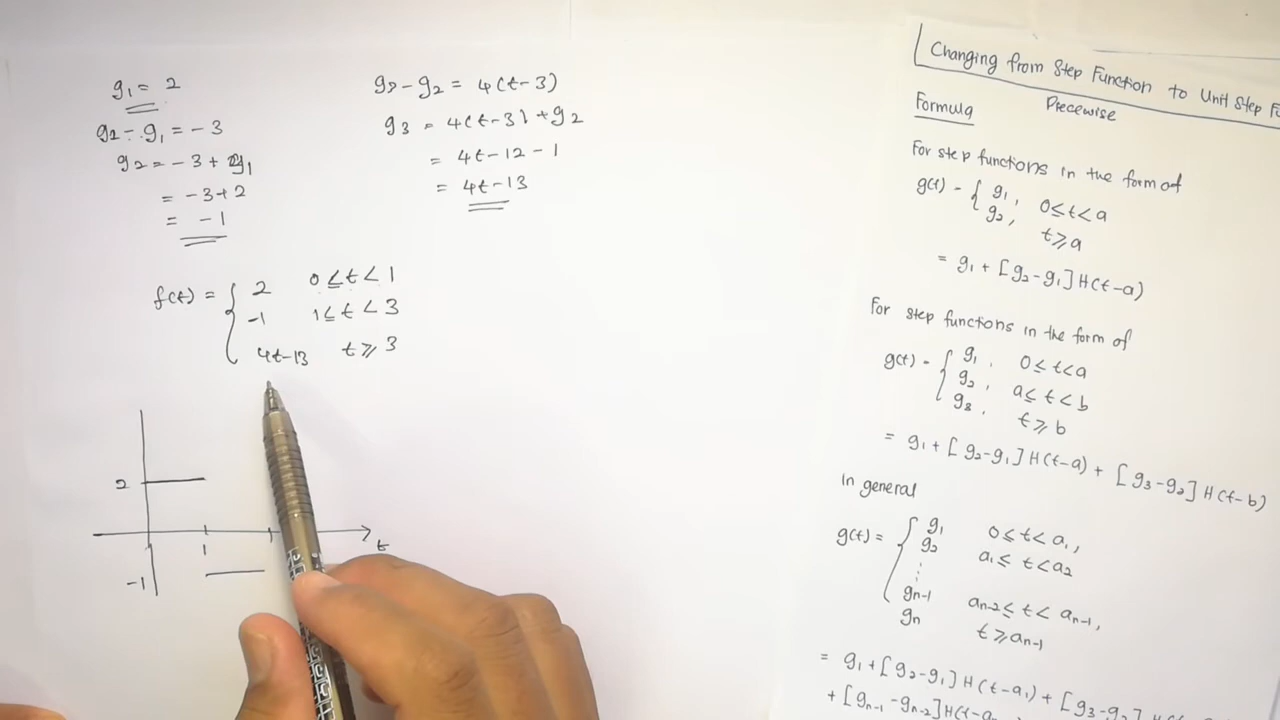 g₁ = 2
g₂ - g₁ = -3
g₂ = -3 + g₁
= -3+2
= -1
g₃ - g₂ = 4(t-3)
g₃ = 4(t-3) + g₂
= 4t-12-1
= 4t-13
f(t) = { 2 0 ≤ t < 1
-1 1 ≤ t < 3
4t-13 t ≥ 3
2
1
t
-1
Changing from Step Function to Unit Step
Piecewise
Formula
For step functions in the form of
g(t) = { g₁, 0≤t<a
g₂, t≥a
= g₁ + [g₂-g₁]H(t-a)
For step functions in the form of
g(t) = { g₁, 0≤t<a
g₂, a≤t<b
g₃, t≥b
= g₁ + [g₂-g₁]H(t-a) + [g₃-g₂]H(t-b)
In general
g(t) = { g₁ 0≤t<a₁,
g₂ a₁≤ t<a₂
⋮
gₙ₋₁ aₙ₋₂≤ t< aₙ₋₁,
gₙ t≥aₙ₋₁
= g₁+[g₂-g₁]H(t-a₁) + [g₃-g₂]
+[gₙ₋₁-gₙ₋₂]H(t-a